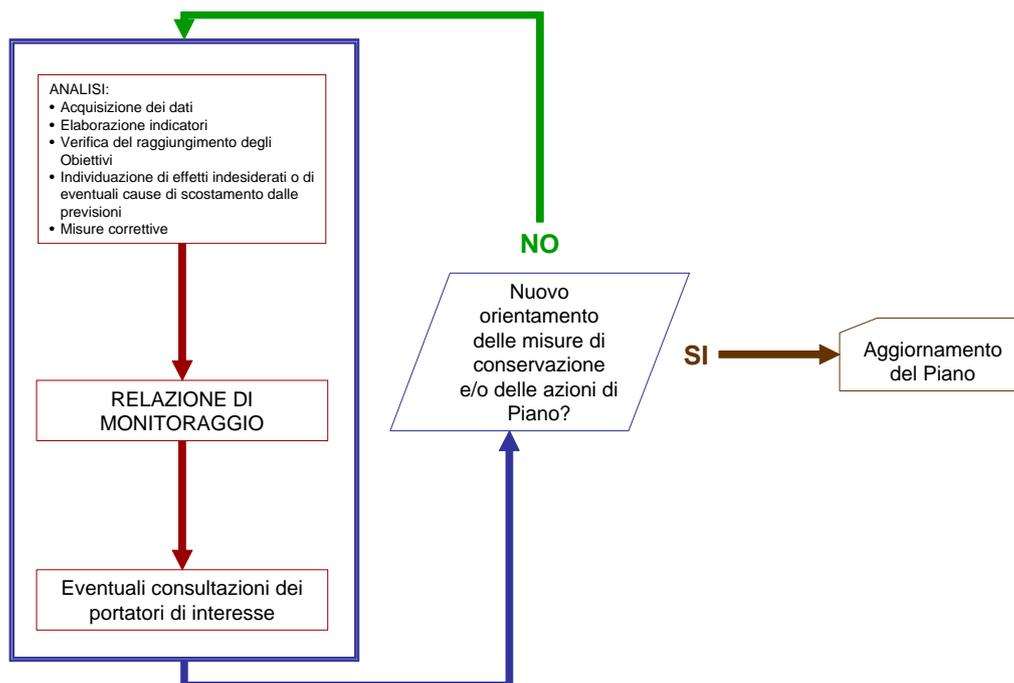 ANALISI:
• Acquisizione dei dati
• Elaborazione indicatori
• Verifica del raggiungimento degli
Obiettivi
• Individuazione di effetti indesiderati o di
eventuali cause di scostamento dalle
previsioni
• Misure correttive
RELAZIONE DI
MONITORAGGIO
Eventuali consultazioni dei
portatori di interesse
NO
Nuovo
orientamento
delle misure di
conservazione
e/o delle azioni di
Piano?
SI
Aggiornamento
del Piano